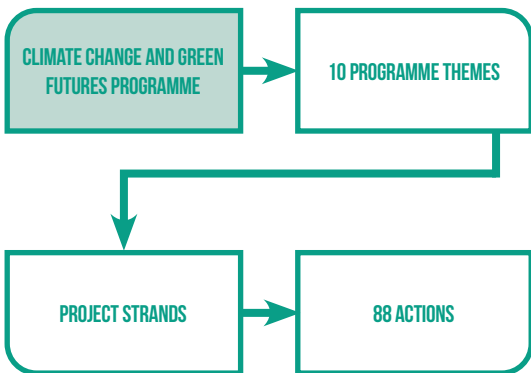 CLIMATE CHANGE AND GREEN
FUTURES PROGRAMME
10 PROGRAMME THEMES
PROJECT STRANDS
88 ACTIONS